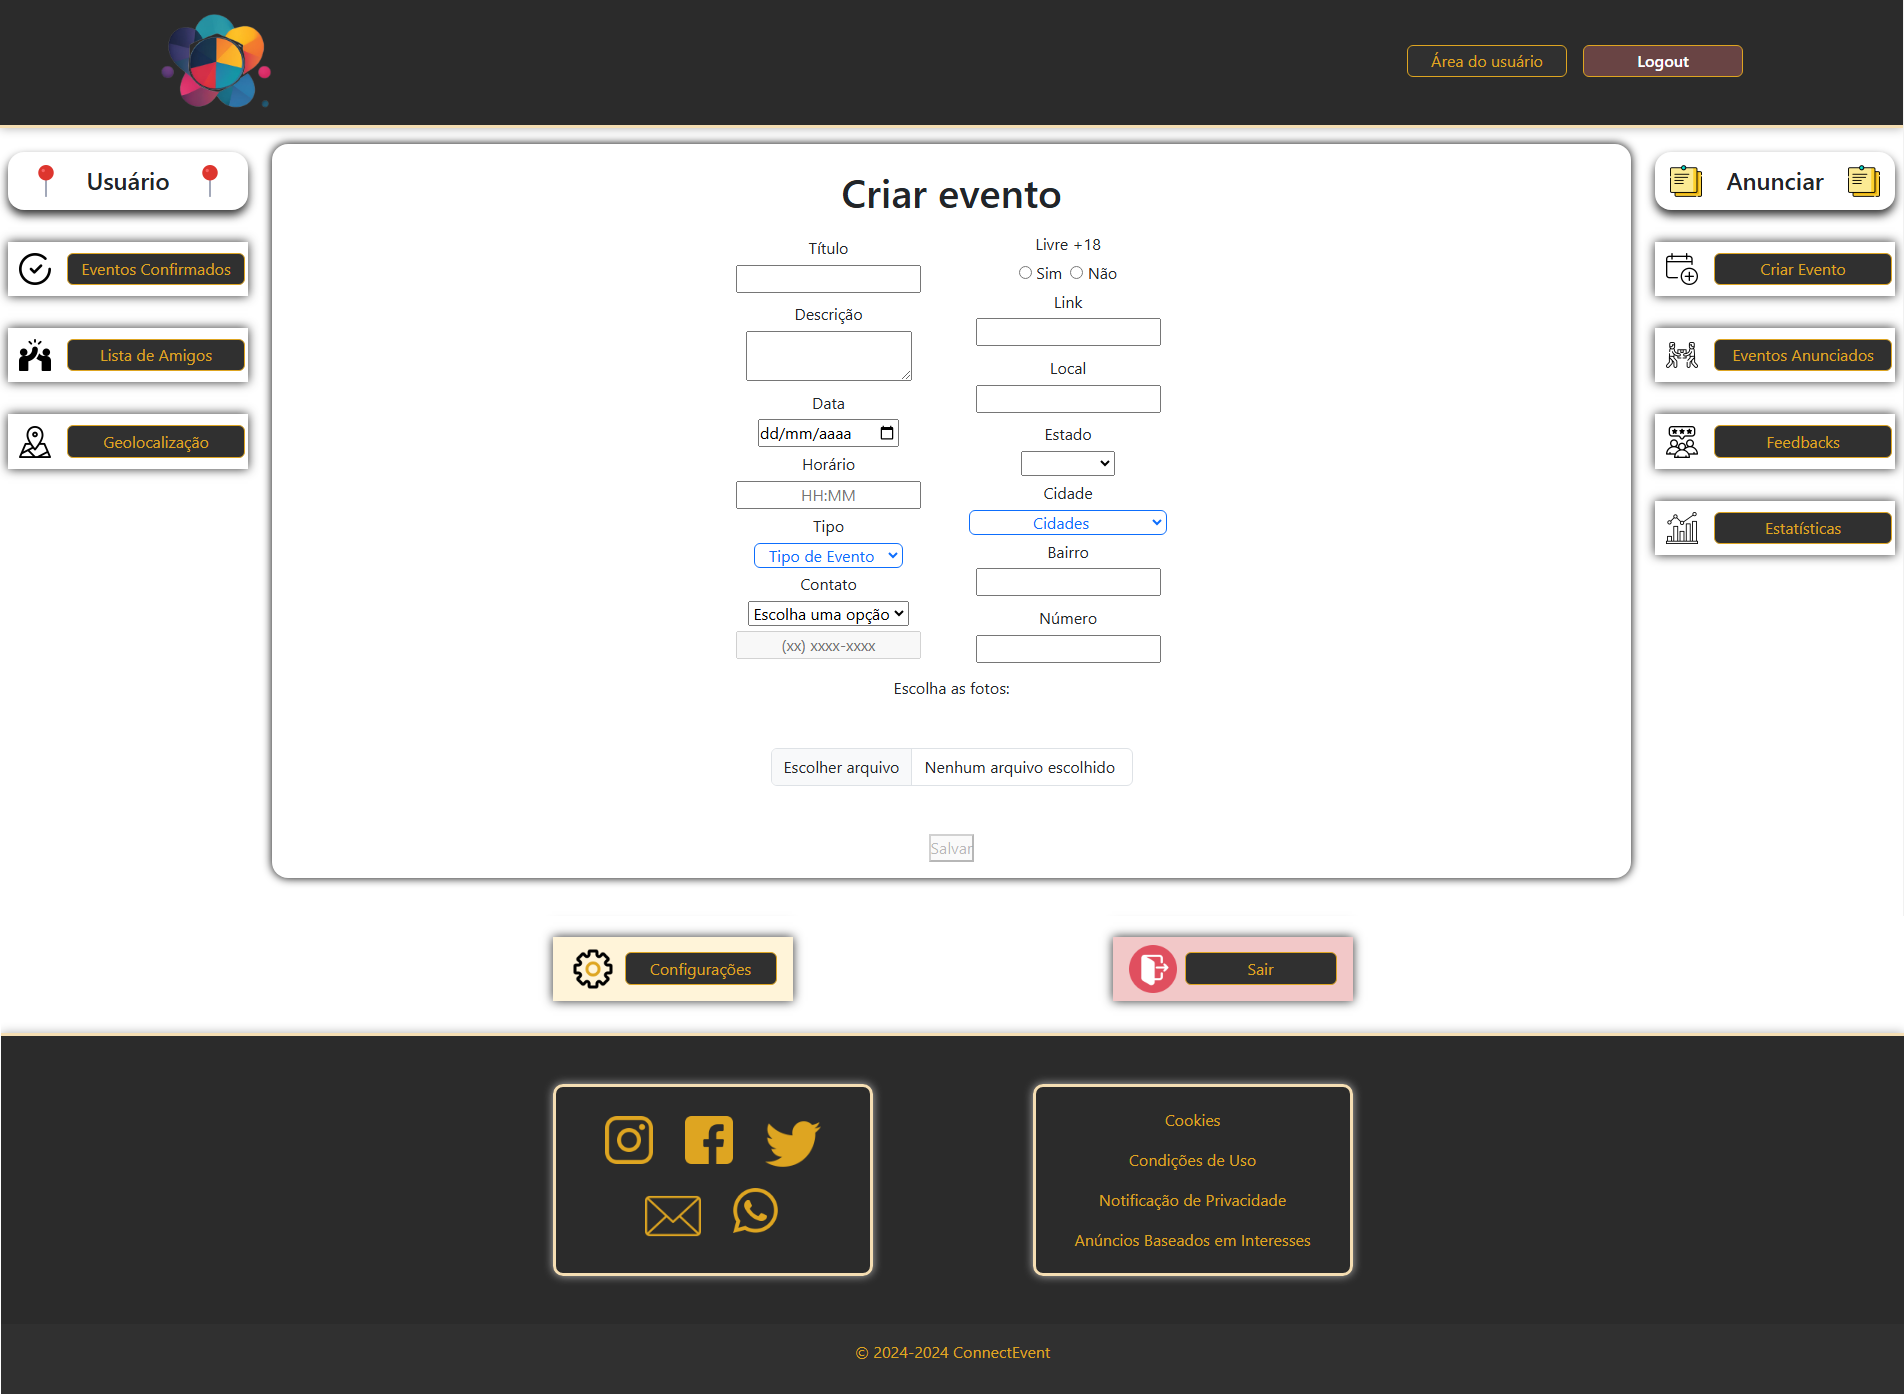 Área do usuário
Logout
Usuário
Eventos Confirmados
Lista de Amigos
Geolocalização
Criar evento
Título
Descrição
Data
dd/mm/aaaa
Horário
HH:MM
Tipo
Tipo de Evento
Contato
Escolha uma opção
(xx) xxxx-xxxx
Livre +18
Sim Não
Link
Local
Estado
Cidade
Cidades
Bairro
Número
Escolha as fotos:
Escolher arquivo Nenhum arquivo escolhido
Salvar
Anunciar
Criar Evento
Eventos Anunciados
Feedbacks
Estatísticas
Configurações
Sair
Cookies
Condições de Uso
Notificação de Privacidade
Anúncios Baseados em Interesses
© 2024-2024 ConnectEvent